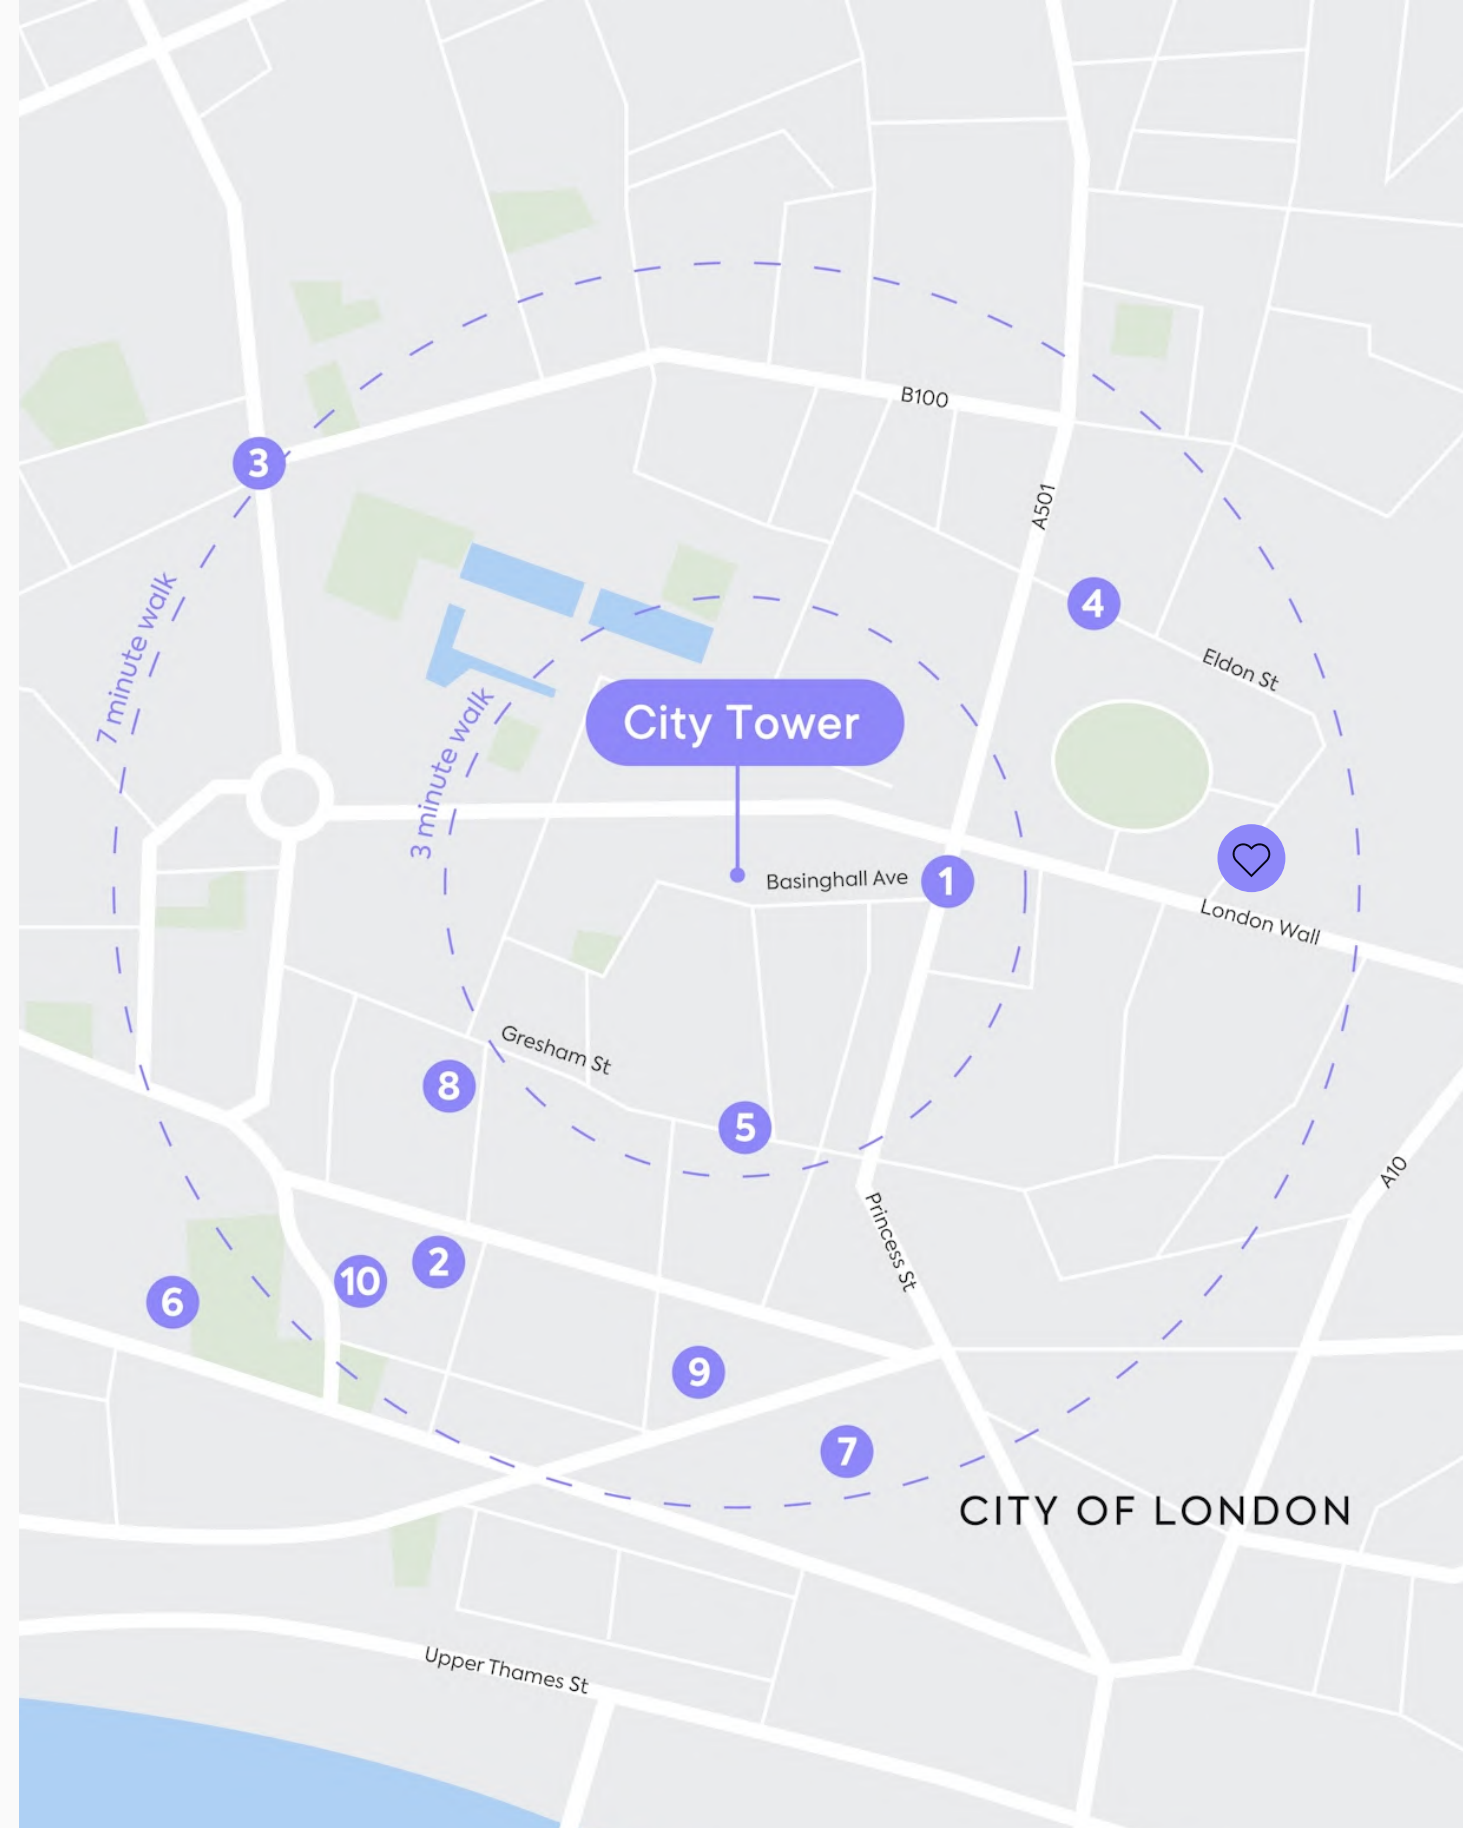 B100
3
A501
7 minute walk
4
Eldon St
3 minute walk
City Tower
Basinghall Ave
1
London Wall
Gresham St
8
5
A10
Princess St
2
10
6
9
7
CITY OF LONDON
Upper Thames St